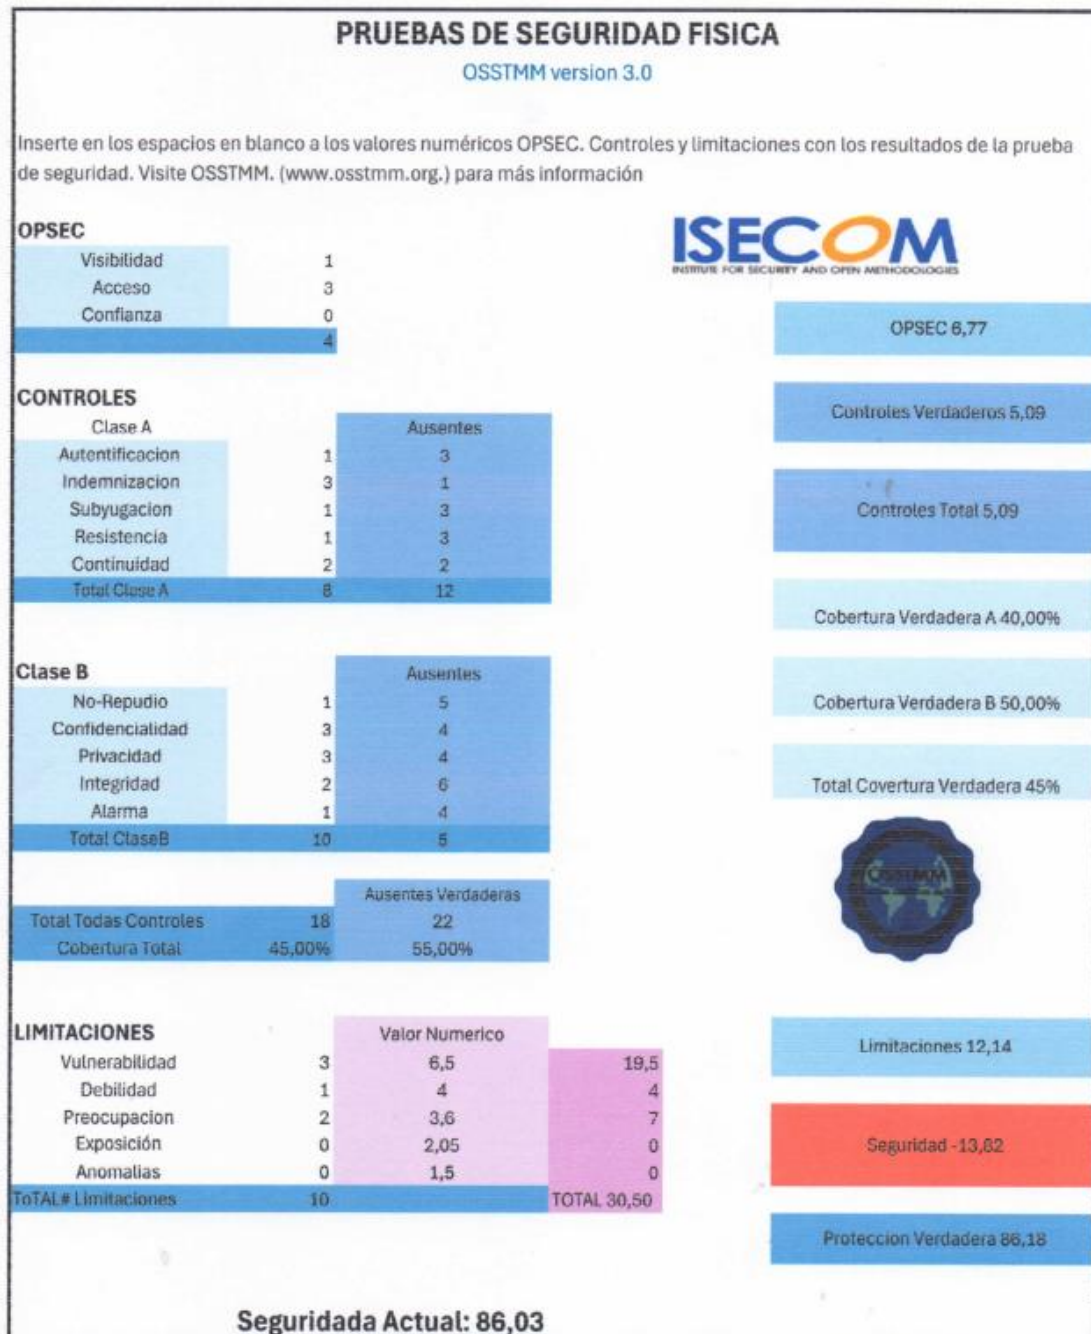 PRUEBAS DE SEGURIDAD FISICA
OSSTMM version 3.0
Inserte en los espacios en blanco a los valores numéricos OPSEC. Controles y limitaciones con los resultados de la prueba
de seguridad. Visite OSSTMM. (www.osstmm.org.) para más información
ISECOM
INSTITUTE FOR SECURITY AND OPEN METHODOLOGIES
OPSEC
Visibilidad 1
Acceso 3
Confianza 0
4
OPSEC 6,77
CONTROLES
Controles Verdaderos 5,09
Clase A Ausentes
Autentificacion 1 3
Indemnizacion 3 1
Subyugacion 1 3
Resistencia 1 3
Continuidad 2 2
Total Clase A 8 12
Controles Total 5,09
Cobertura Verdadera A 40,00%
Clase B Ausentes
No-Repudio 1 5
Confidencialidad 3 4
Privacidad 3 4
Integridad 2 6
Alarma 1 4
Total ClaseB 10 5
Cobertura Verdadera B 50,00%
Total Covertura Verdadera 45%
OSSTMM
Ausentes Verdaderas
Total Todas Controles 18 22
Cobertura Total 45,00% 55,00%
LIMITACIONES Valor Numerico
Vulnerabilidad 3 6,5 19,5
Debilidad 1 4 4
Preocupacion 2 3,6 7
Exposición 0 2,05 0
Anomalias 0 1,5 0
ToTAL# Limitaciones 10 TOTAL 30,50
Limitaciones 12,14
Seguridad -13,82
Proteccion Verdadera 86,18
Seguridada Actual: 86,03